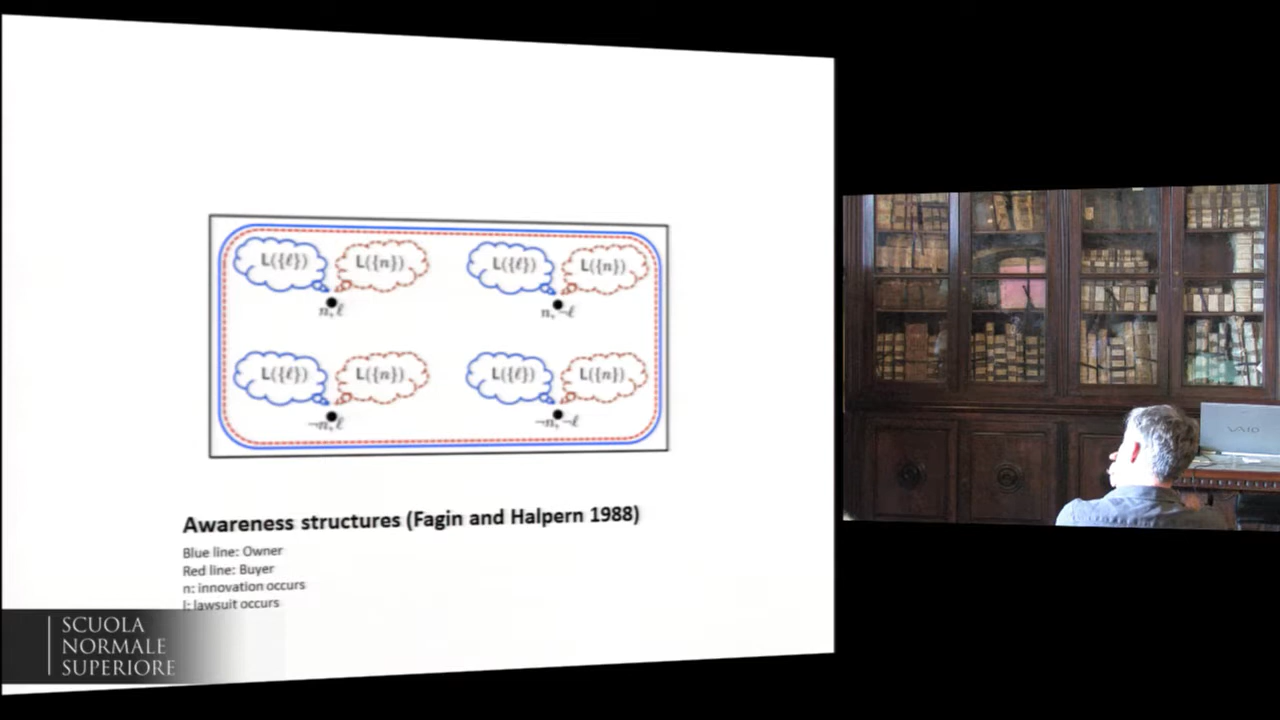 L({ℓ}) L({n}) L({ℓ}) L({n})
n, ℓ n, ¬ℓ
L({ℓ}) L({n}) L({ℓ}) L({n})
¬n, ℓ ¬n, ¬ℓ
Awareness structures (Fagin and Halpern 1988)
Blue line: Owner
Red line: Buyer
n: innovation occurs
l: lawsuit occurs
SCUOLA
NORMALE
SUPERIORE
VAIO